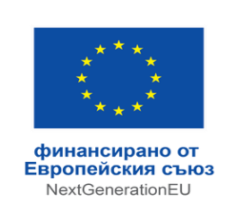 финансирано от
Европейския съюз
NextGenerationEU